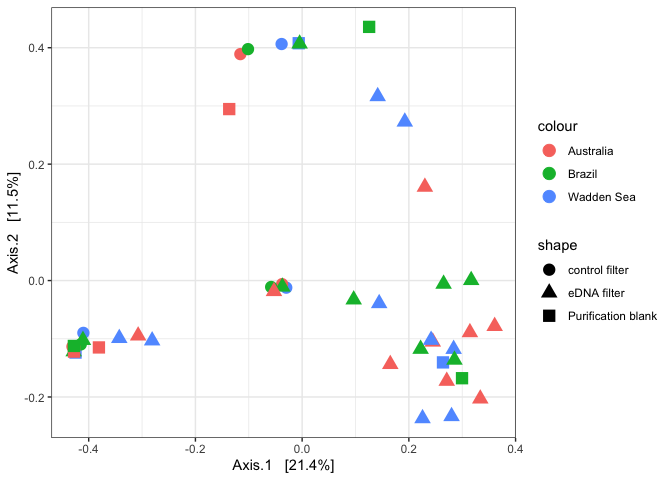 0.4
0.2
0.0
-0.2
-0.4
-0.2
0.0
0.2
0.4
Axis.1 [21.4%]
Axis.2 [11.5%]
colour
Australia
Brazil
Wadden Sea
shape
control filter
eDNA filter
Purification blank